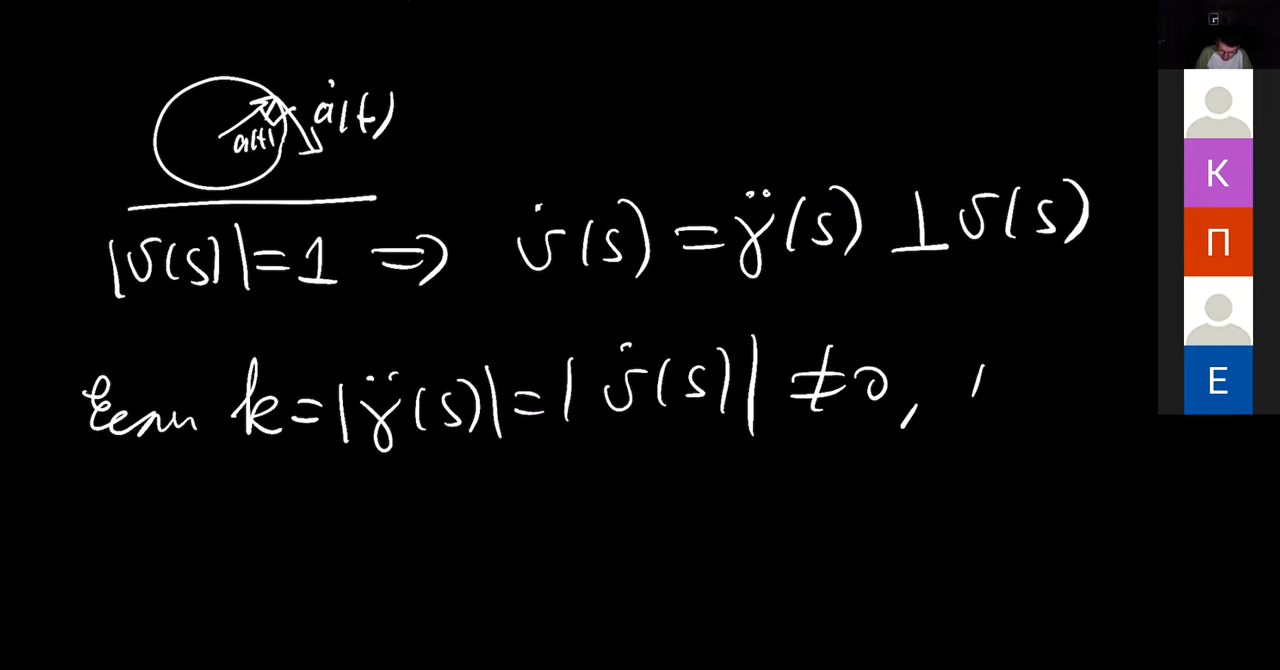 a(t) ȧ(t)
|v(s)|=1 ⇒ v̇(s)=γ̈(s)⊥v(s)
Если k=|γ̈(s)|=|v̇(s)|≠0,
К
П
Е